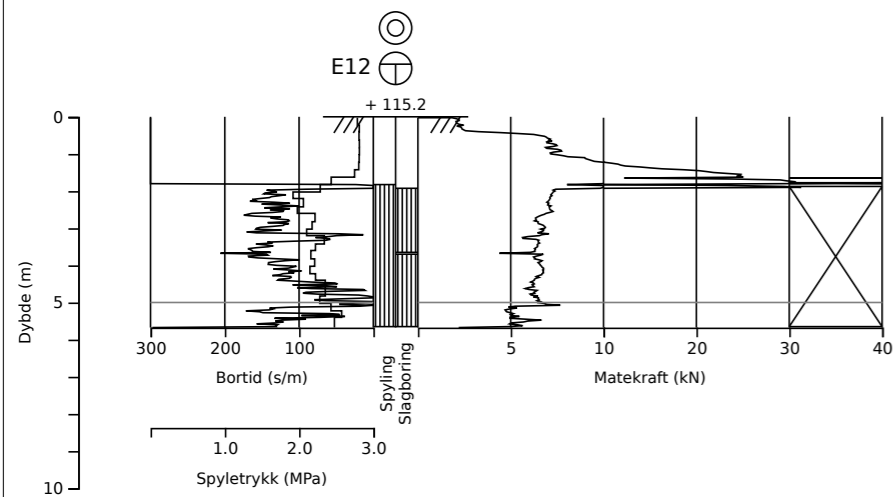 E12
+ 115.2
0
5
10
Dybde (m)
300 200 100
Bortid (s/m)
Spyling
Slagboring
5 10 20 30 40
Matekraft (kN)
1.0 2.0 3.0
Spyletrykk (MPa)